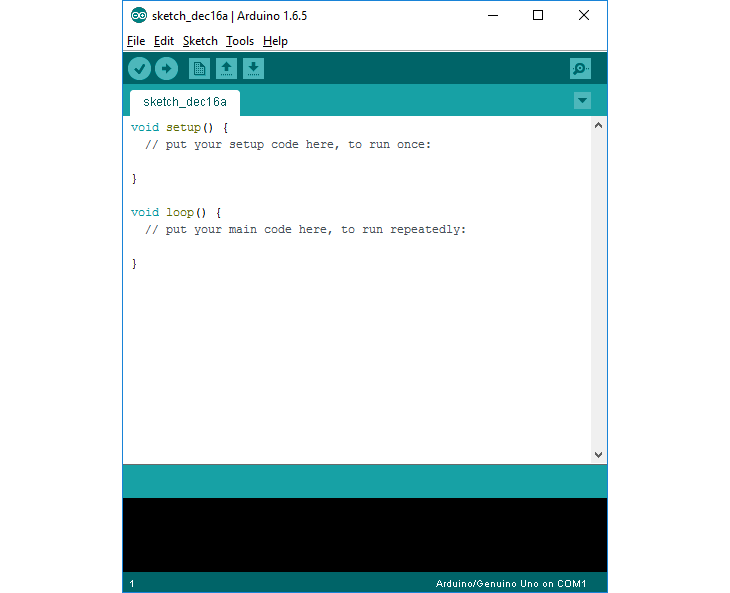 sketch_dec16a | Arduino 1.6.5
File Edit Sketch Tools Help
sketch_dec16a
void setup() {
  // put your setup code here, to run once:
}
void loop() {
  // put your main code here, to run repeatedly:
}
1 Arduino/Genuino Uno on COM1